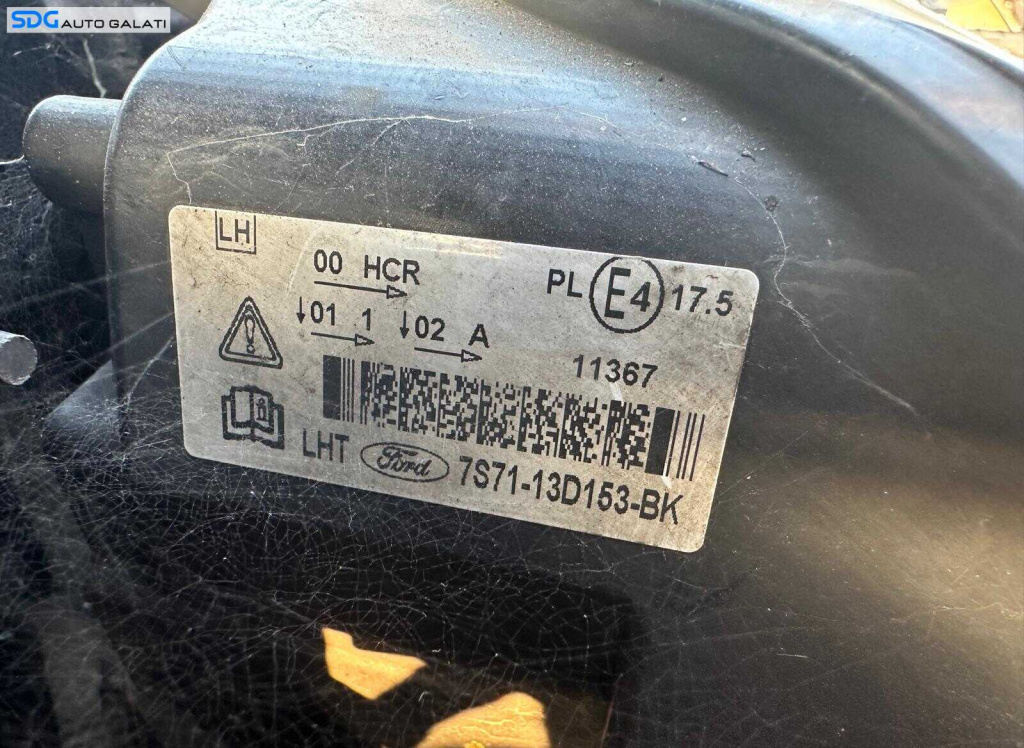 SDG AUTO GALATI
LH
00 HCR
PL E4 17.5
↓01 1 ↓02 A
11367
LHT Ford 7S71-13D153-BK